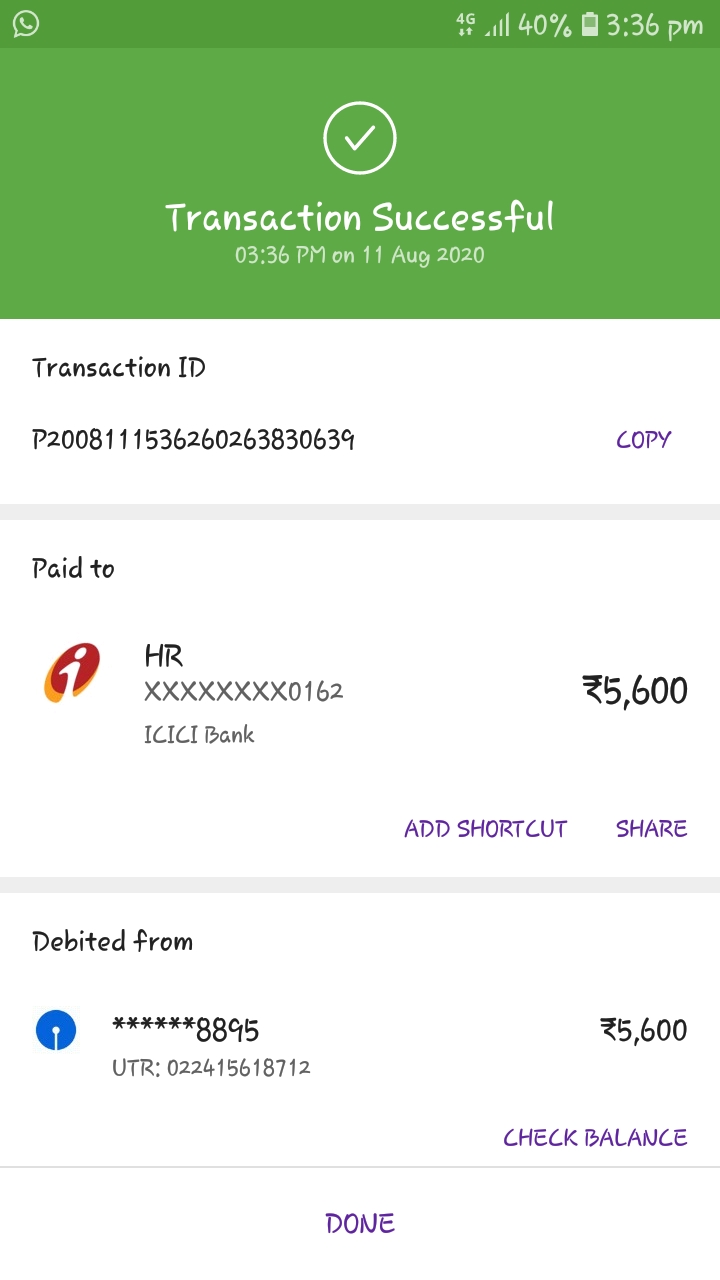 4G 40% 3:36 pm
Transaction Successful
03:36 PM on 11 Aug 2020
Transaction ID
P2008111536260263830639 COPY
Paid to
HR
XXXXXXXX0162 ₹5,600
ICICI Bank
ADD SHORTCUT SHARE
Debited from
******8895 ₹5,600
UTR: 022415618712
CHECK BALANCE
DONE